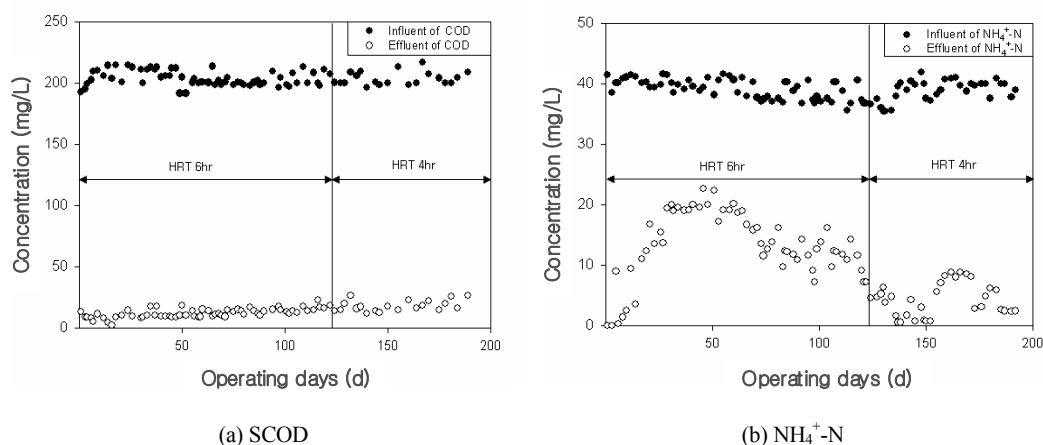 250
200
150
100
50
0
Concentration (mg/L)
Influent of COD
Effluent of COD
HRT 6hr
HRT 4hr
50
100
150
200
Operating days (d)
(a) SCOD
50
40
30
20
10
0
Concentration (mg/L)
Influent of NH₄⁺-N
Effluent of NH₄⁺-N
HRT 6hr
HRT 4hr
50
100
150
200
Operating days (d)
(b) NH₄⁺-N